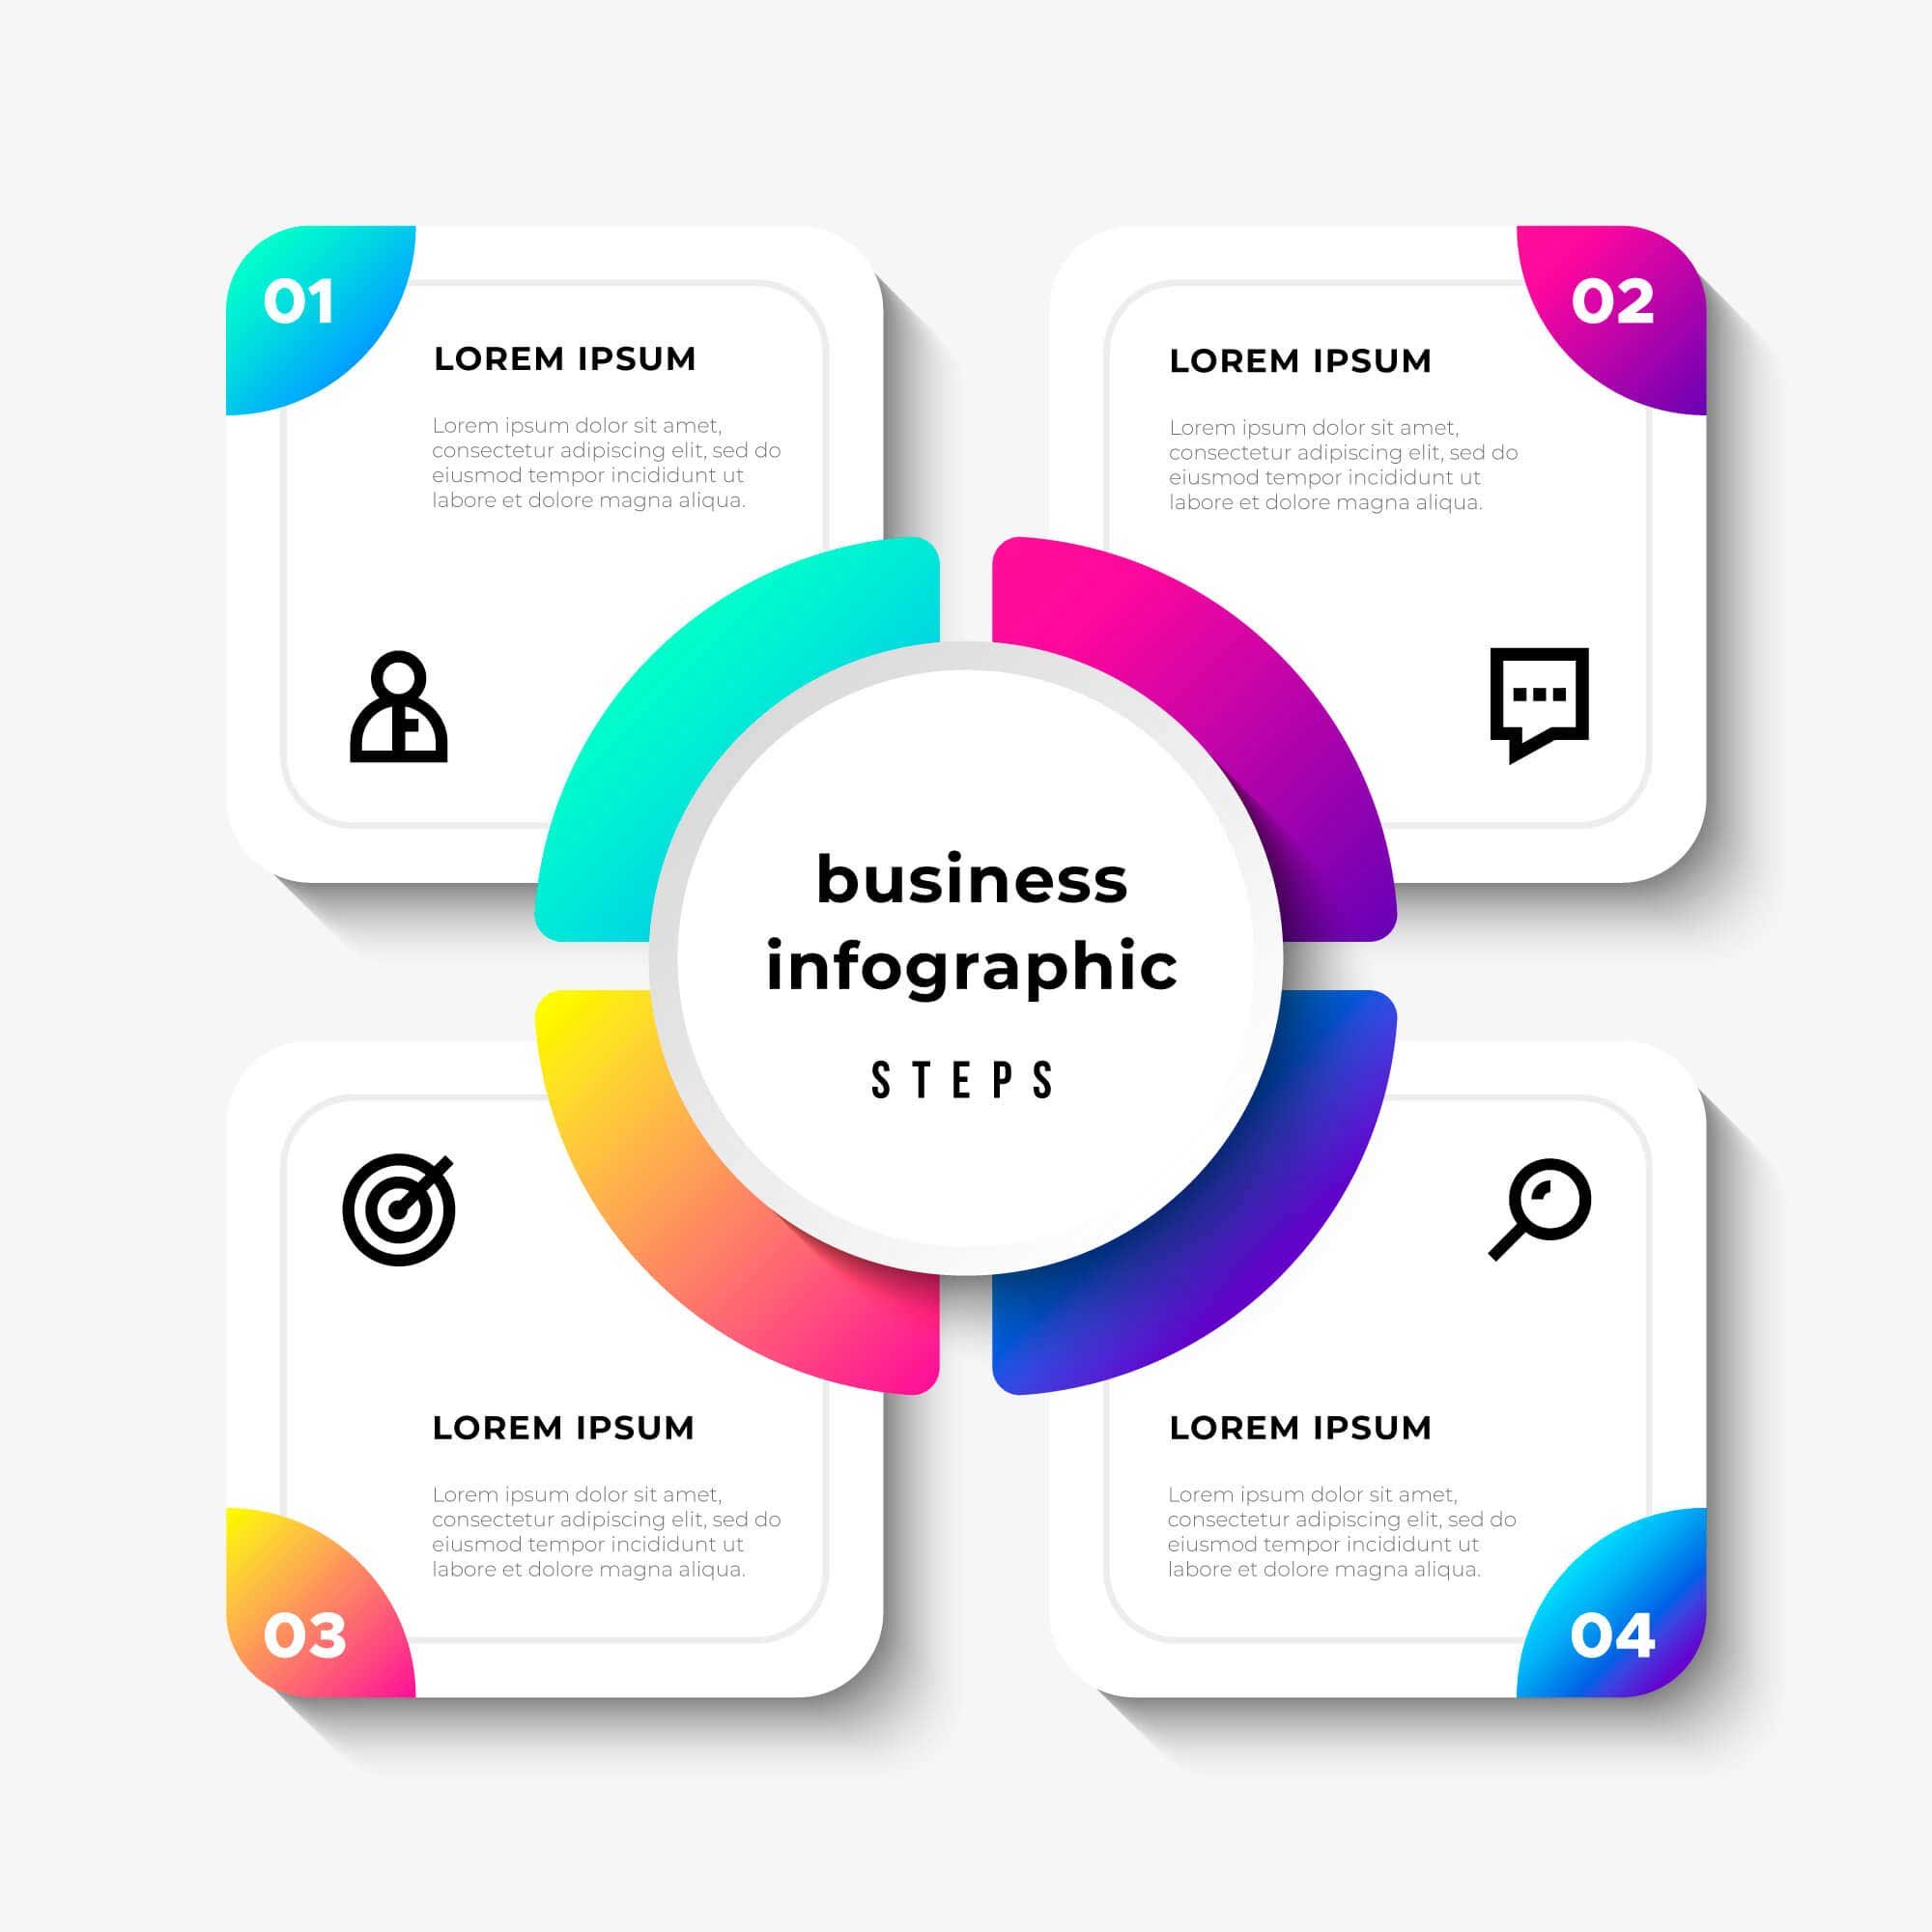 01
LOREM IPSUM
Lorem ipsum dolor sit amet,
consectetur adipiscing elit, sed do
eiusmod tempor incididunt ut
labore et dolore magna aliqua.
02
LOREM IPSUM
Lorem ipsum dolor sit amet,
consectetur adipiscing elit, sed do
eiusmod tempor incididunt ut
labore et dolore magna aliqua.
business
infographic
STEPS
LOREM IPSUM
Lorem ipsum dolor sit amet,
consectetur adipiscing elit, sed do
eiusmod tempor incididunt ut
labore et dolore magna aliqua.
03
LOREM IPSUM
Lorem ipsum dolor sit amet,
consectetur adipiscing elit, sed do
eiusmod tempor incididunt ut
labore et dolore magna aliqua.
04